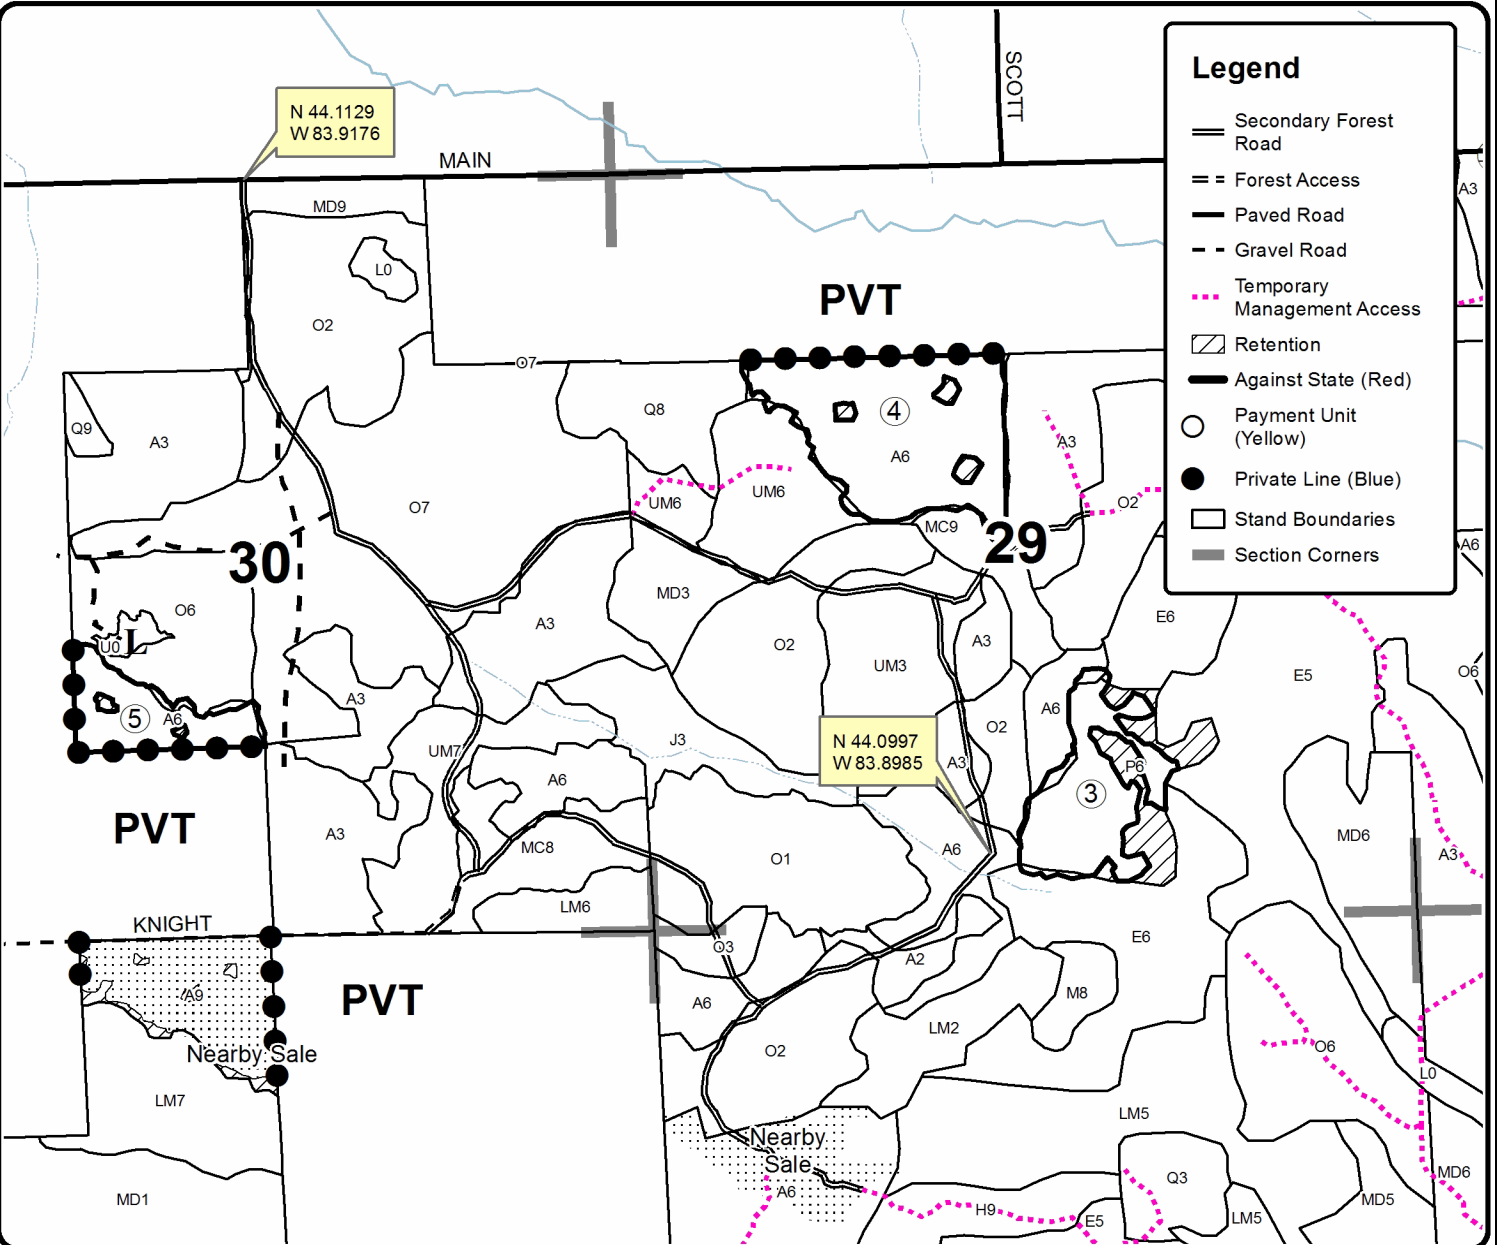 SCOTT
N 44.1129
W 83.9176
MAIN
MD9
L0
O2
PVT
O7
Q8
Q9
A3
4
A6
A3
O2
UM6
UM6
O7
MC9
30
29
O6
U0
L
A3
MD3
O2
UM3
A3
E6
E5
O6
A6
A3
A3
5
A6
A3
UM7
J3
A6
O2
A6
P6
3
N 44.0997
W 83.8985
A3
PVT
A3
MC8
O1
A6
MD6
A3
LM6
KNIGHT
O3
A2
E6
A9
PVT
A6
M8
LM2
O2
O6
L0
Nearby Sale
LM7
LM5
Nearby
Sale
A6
MD1
H9
E5
Q3
LM5
MD5
MD6
Legend
Secondary Forest
Road
Forest Access
Paved Road
Gravel Road
Temporary
Management Access
Retention
Against State (Red)
Payment Unit
(Yellow)
Private Line (Blue)
Stand Boundaries
Section Corners